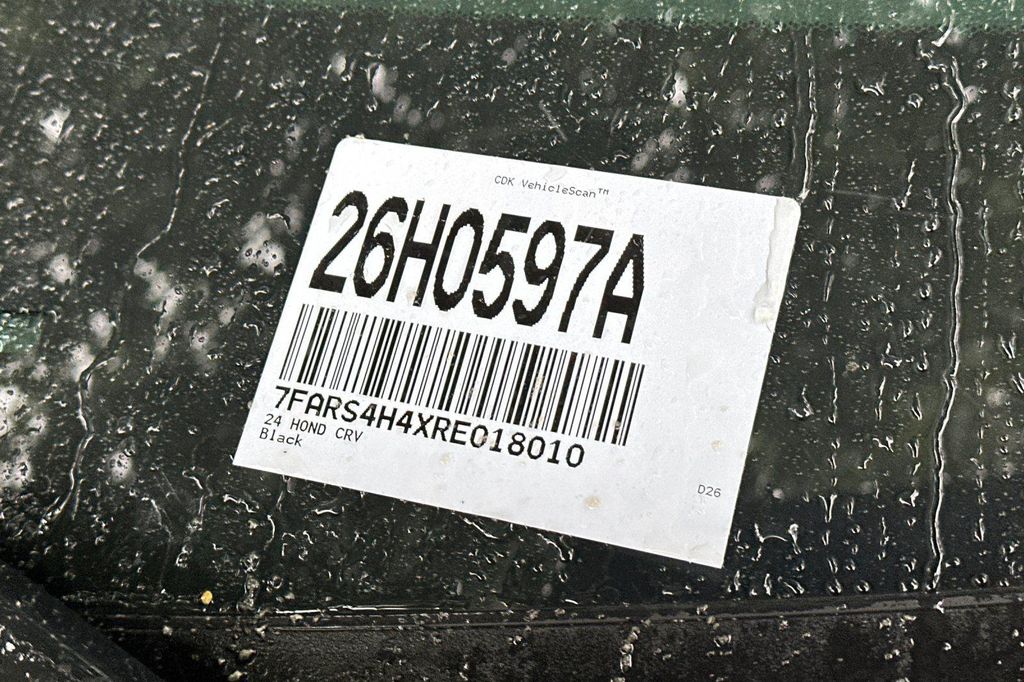 CDK VehicleScan™
26H0597A
7FARS4H4XRE018010
24 HOND CRV
Black
D26